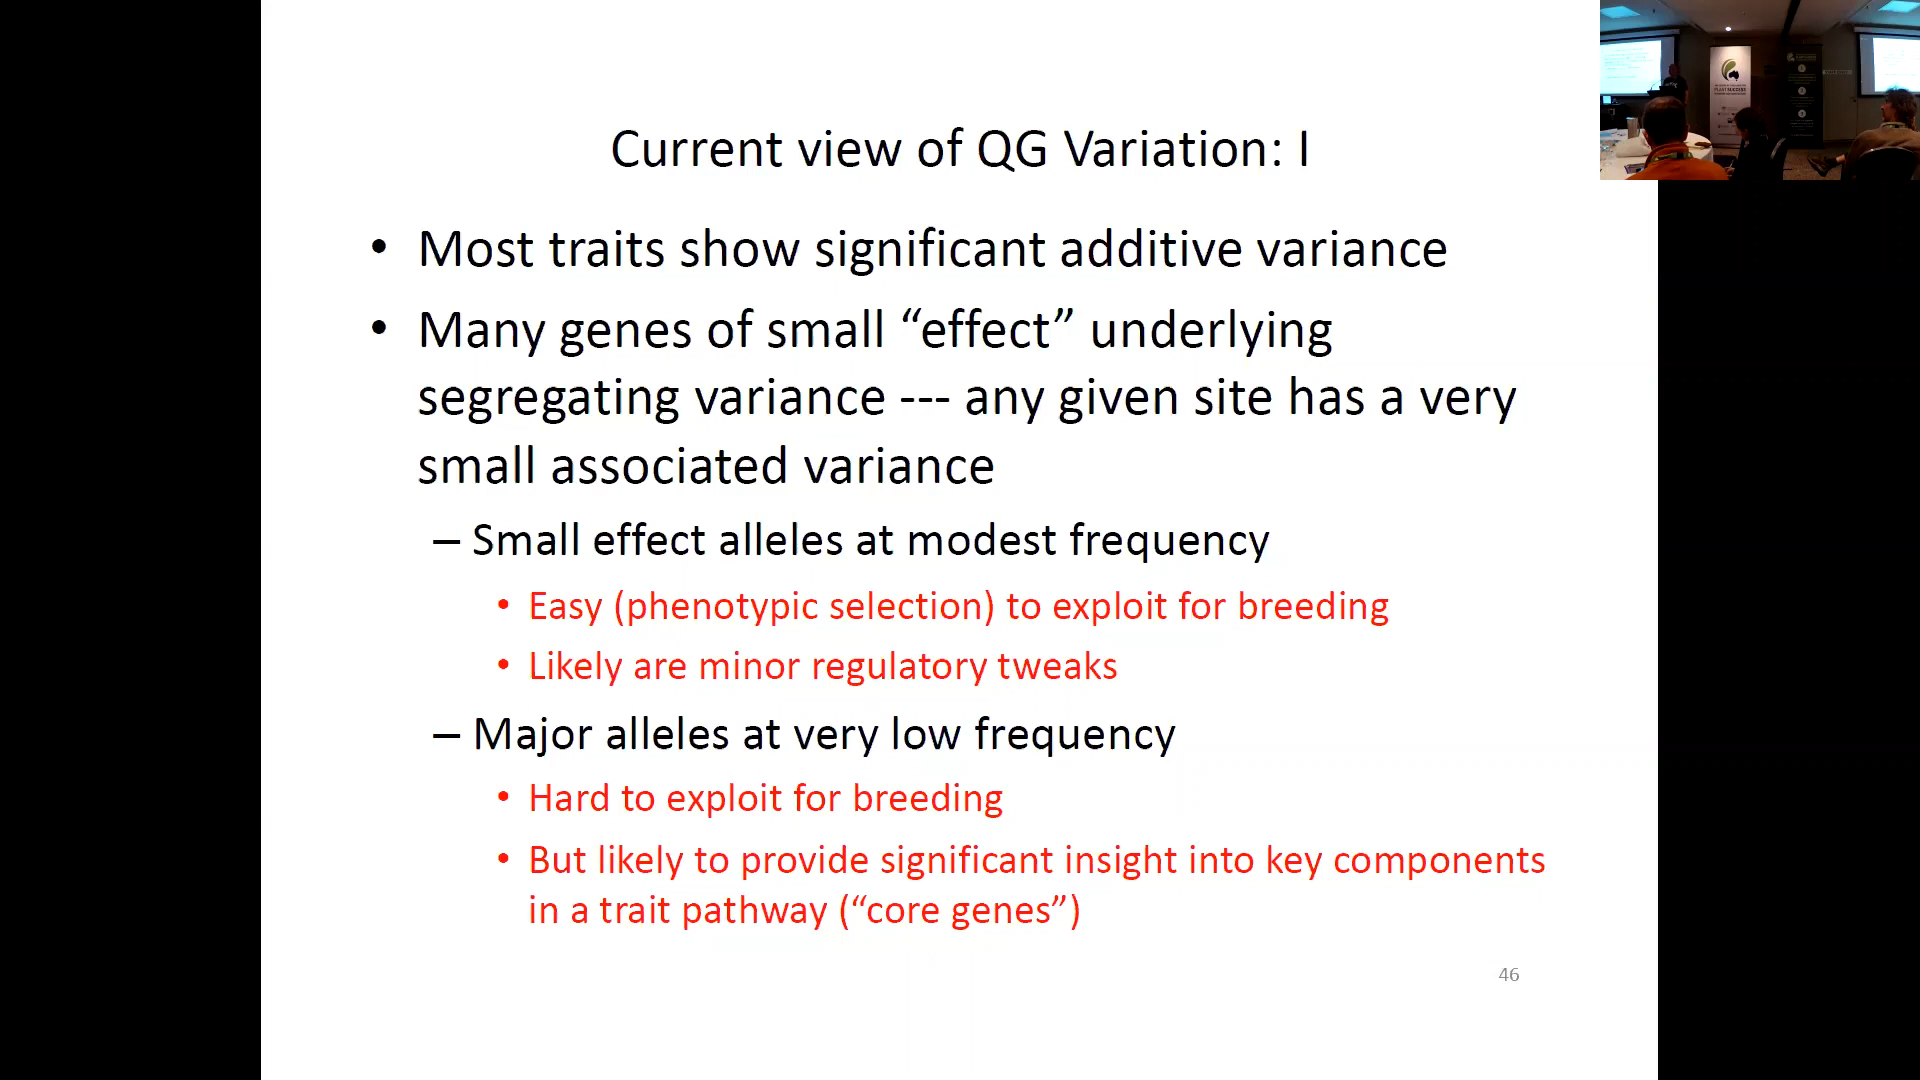 Current view of QG Variation: I
• Most traits show significant additive variance
• Many genes of small “effect” underlying
segregating variance --- any given site has a very
small associated variance
– Small effect alleles at modest frequency
• Easy (phenotypic selection) to exploit for breeding
• Likely are minor regulatory tweaks
– Major alleles at very low frequency
• Hard to exploit for breeding
• But likely to provide significant insight into key components
in a trait pathway (“core genes”)
46